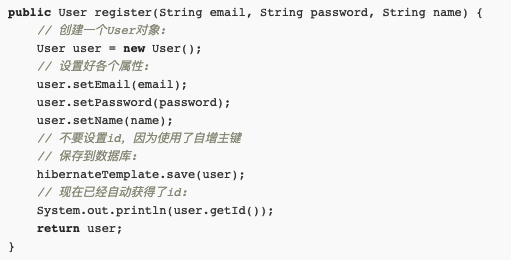 public User register(String email, String password, String name) {
    // 创建一个User对象:
    User user = new User();
    // 设置好各个属性:
    user.setEmail(email);
    user.setPassword(password);
    user.setName(name);
    // 不要设置id，因为使用了自增主键
    // 保存到数据库:
    hibernateTemplate.save(user);
    // 现在已经自动获得了id:
    System.out.println(user.getId());
    return user;
}